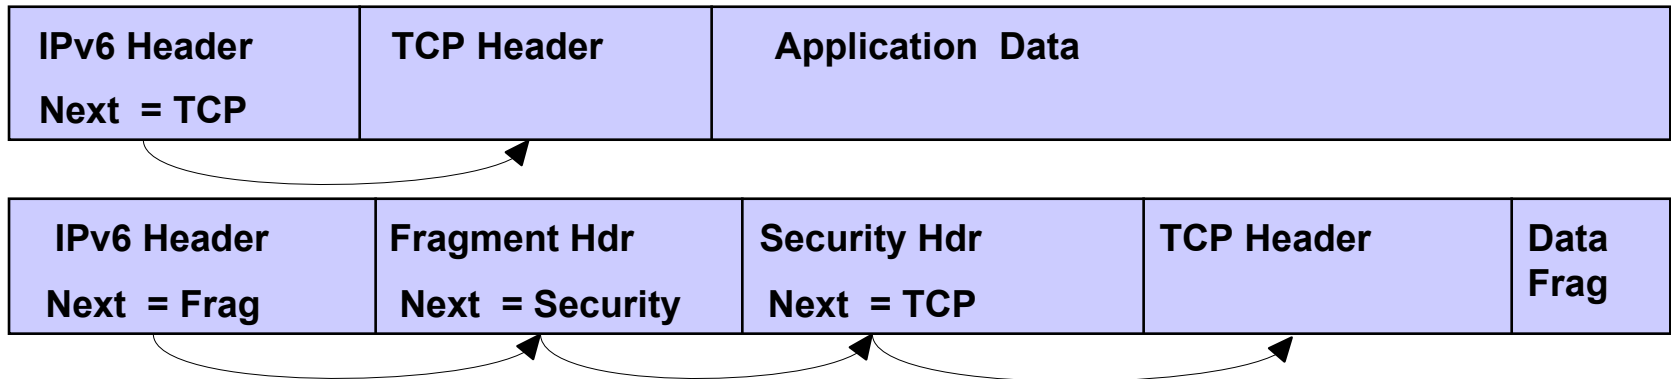 IPv6 Header
Next = TCP
TCP Header
Application Data
IPv6 Header
Next = Frag
Fragment Hdr
Next = Security
Security Hdr
Next = TCP
TCP Header
Data
Frag